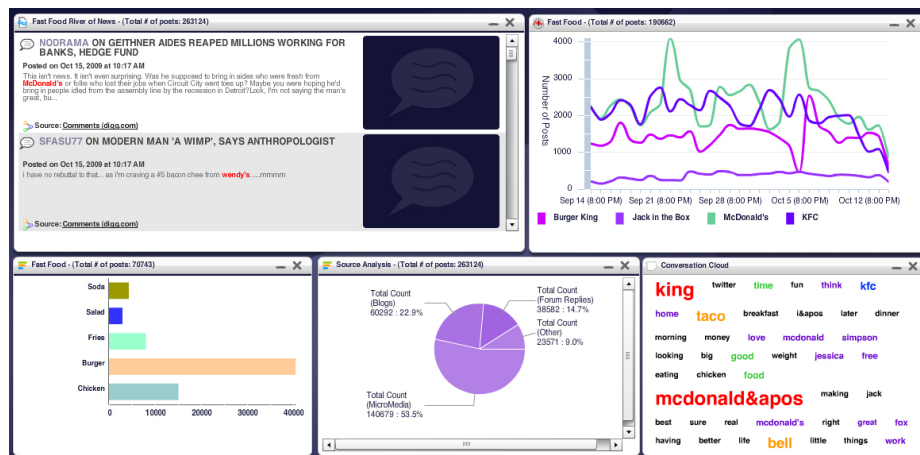 Fast Food River of News - (Total # of posts: 263124)
NODRAMA ON GEITHNER AIDES REAPED MILLIONS WORKING FOR
BANKS, HEDGE FUND
Posted on Oct 15, 2009 at 10:17 AM
This isn't news. It isn't even surprising. Was he supposed to bring in aides who were fresh from
McDonald's or folks who lost their jobs when Circuit City went toes up? Maybe you were hoping he'd
bring in people idled from the assembly line by the recession in Detroit?Look, I'm not saying the man's
great, bu...
Source: Comments (digg.com)
SFASU77 ON MODERN MAN 'A WIMP', SAYS ANTHROPOLOGIST
Posted on Oct 15, 2009 at 10:17 AM
i have no rebuttal to that... as i'm craving a #5 bacon chee from wendy's ....mmmm
Source: Comments (digg.com)
Fast Food - (Total # of posts: 190662)
Number of Posts
4000
3000
2000
1000
0
Sep 14 (8:00 PM) Sep 21 (8:00 PM) Sep 28 (8:00 PM) Oct 5 (8:00 PM) Oct 12 (8:00 PM)
Burger King Jack in the Box McDonald's KFC
Fast Food - (Total # of posts: 70743)
Soda
Salad
Fries
Burger
Chicken
0 10000 20000 30000 40000
Source Analysis - (Total # of posts: 263124)
Total Count
(Blogs)
60292 : 22.9%
Total Count
(Forum Replies)
38582 : 14.7%
Total Count
(Other)
23571 : 9.0%
Total Count
(MicroMedia)
140679 : 53.5%
Conversation Cloud
king twitter time fun think kfc
home taco breakfast i&apos later dinner
morning money love mcdonald simpson
looking big good weight jessica free
eating chicken food
mcdonald&apos making jack
best sure real mcdonald's right great fox
having better life bell little things work